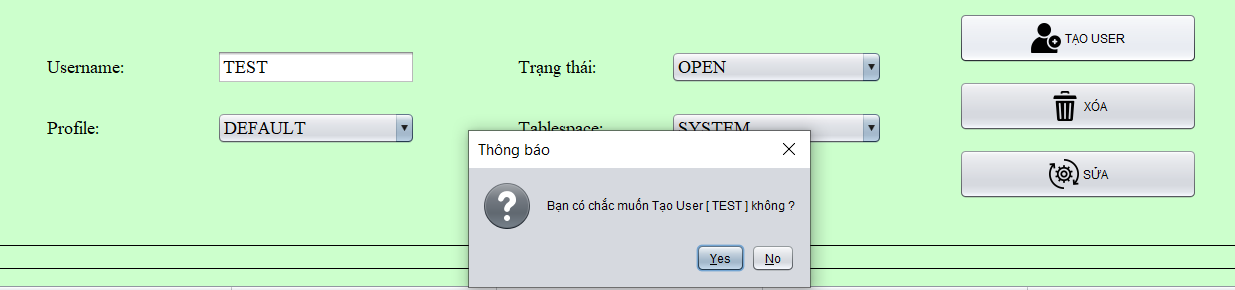 Username:
TEST
Trạng thái:
OPEN
TẠO USER
Profile:
DEFAULT
Tablespace:
SYSTEM
XÓA
SỬA
Thông báo
Bạn có chắc muốn Tạo User [ TEST ] không ?
Yes
No